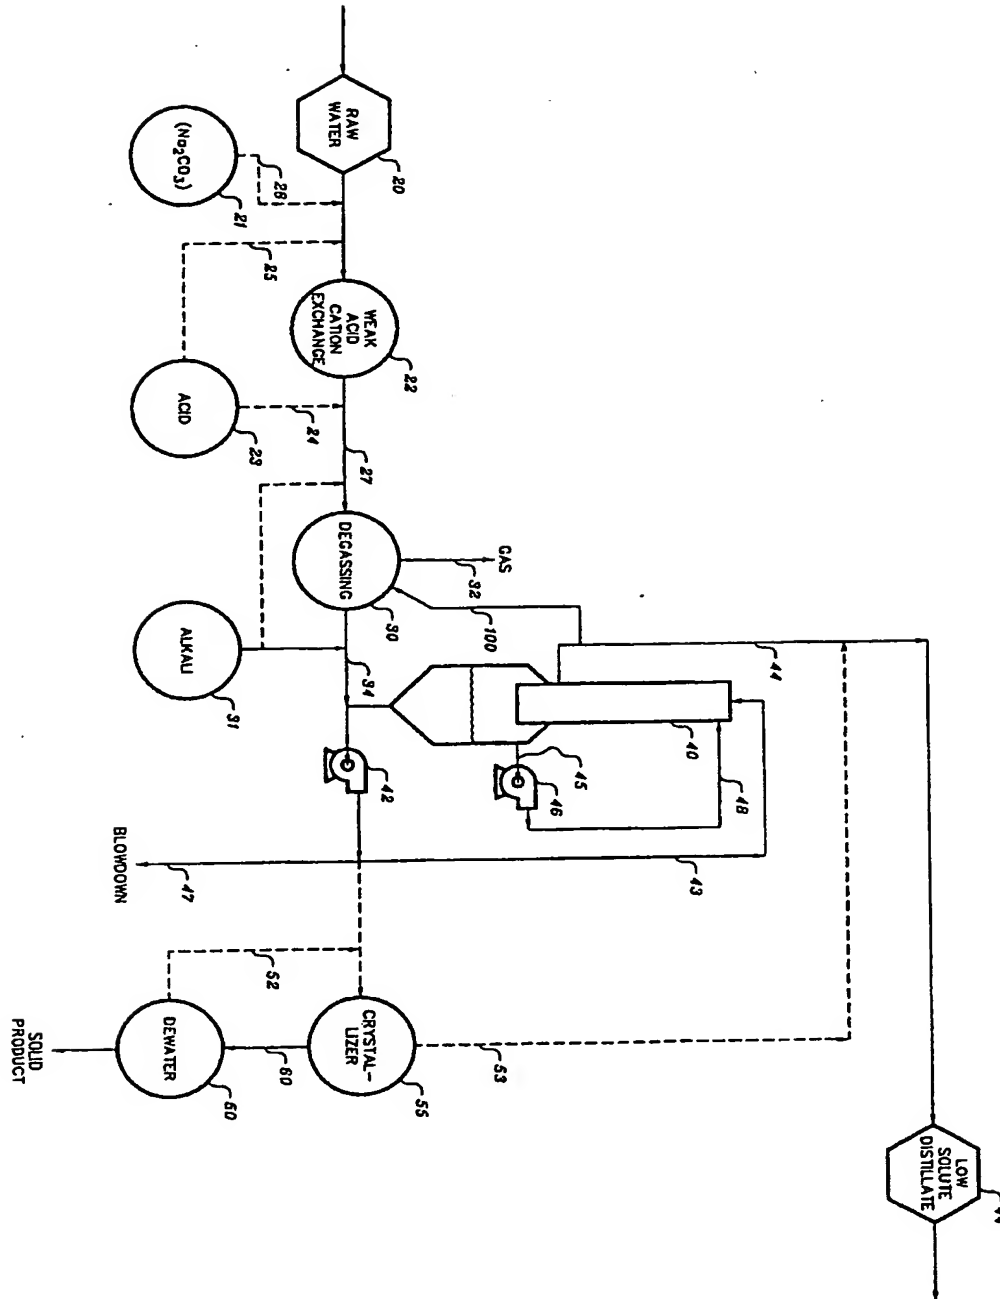 RAW
WATER
20
(Na2CO3)
21
26
25
WEAK
ACID
CATION
EXCHANGE
22
ACID
23
24
27
DEGASSING
30
GAS
32
100
ALKALI
31
34
44
40
45
46
48
42
43
BLOWDOWN
47
52
53
CRYSTAL-
LIZER
55
60
DEWATER
60
SOLID
PRODUCT
LOW
SOLUTE
DISTILLATE